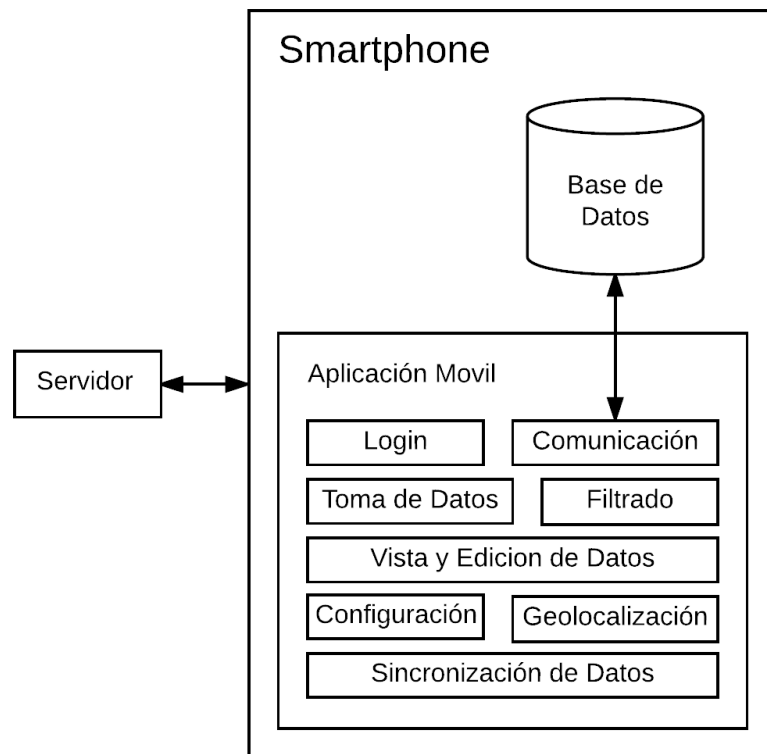 Smartphone
Base de
Datos
Servidor
Aplicación Movil
Login
Comunicación
Toma de Datos
Filtrado
Vista y Edicion de Datos
Configuración
Geolocalización
Sincronización de Datos